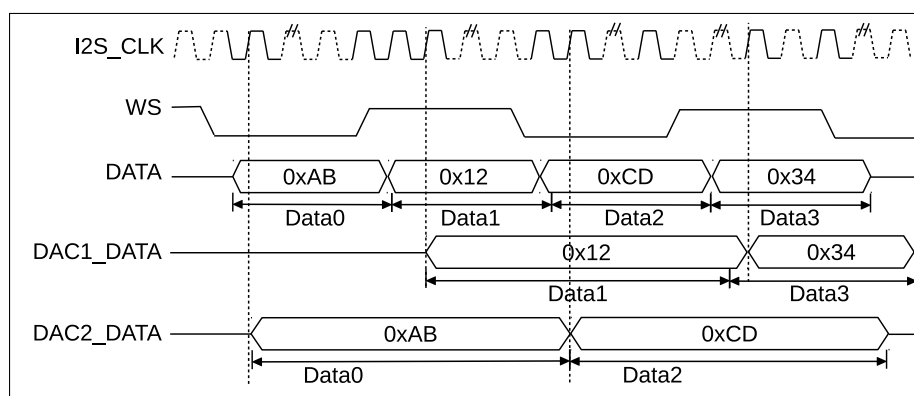 I2S_CLK
WS
DATA 0xAB 0x12 0xCD 0x34
Data0 Data1 Data2 Data3
DAC1_DATA 0x12 0x34
Data1 Data3
DAC2_DATA 0xAB 0xCD
Data0 Data2